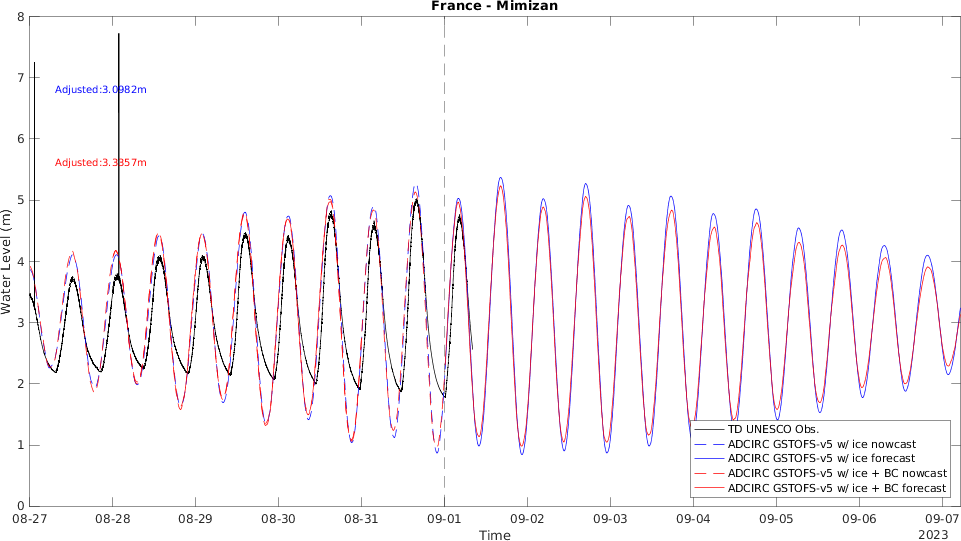 France - Mimizan
8
7
6
5
4
3
2
1
0
Water Level (m)
Adjusted:3.0982m
Adjusted:3.3357m
TD UNESCO Obs.
ADCIRC GSTOFS-v5 w/ ice nowcast
ADCIRC GSTOFS-v5 w/ ice forecast
ADCIRC GSTOFS-v5 w/ ice + BC nowcast
ADCIRC GSTOFS-v5 w/ ice + BC forecast
08-27 08-28 08-29 08-30 08-31 09-01 09-02 09-03 09-04 09-05 09-06 09-07
Time
2023